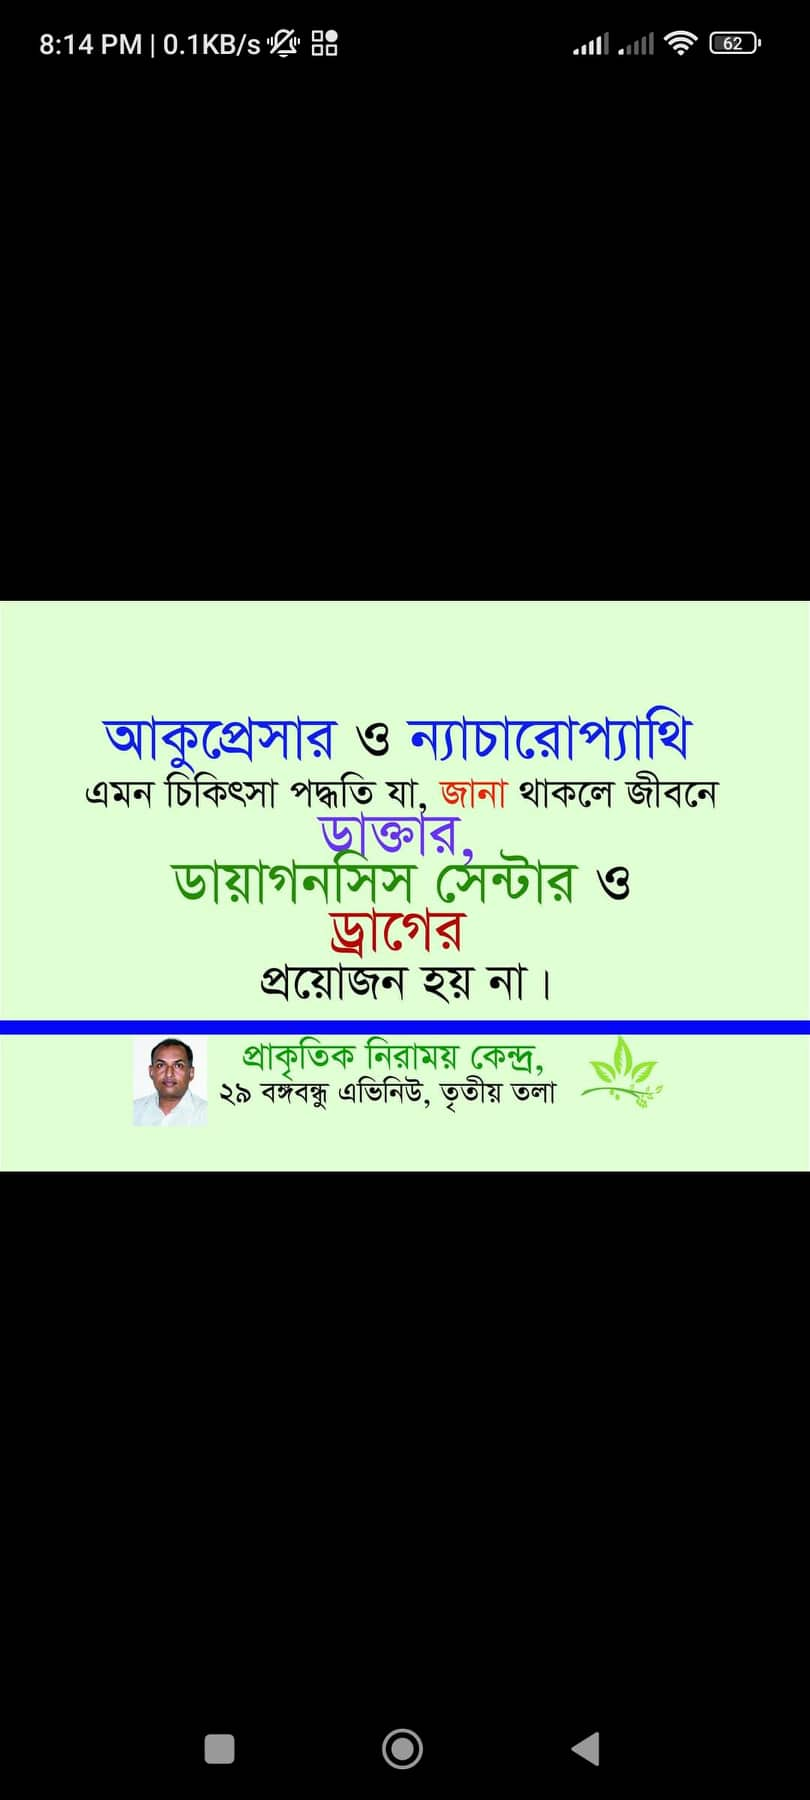 8:14 PM | 0.1KB/s
62
আকুপ্রেসার ও ন্যাচারোপ্যাথি
এমন চিকিৎসা পদ্ধতি যা, জানা থাকলে জীবনে
ডাক্তার,
ডায়াগনসিস সেন্টার ও
ড্রাগের
প্রয়োজন হয় না।
প্রাকৃতিক নিরাময় কেন্দ্র,
২৯ বঙ্গবন্ধু এভিনিউ, তৃতীয় তলা